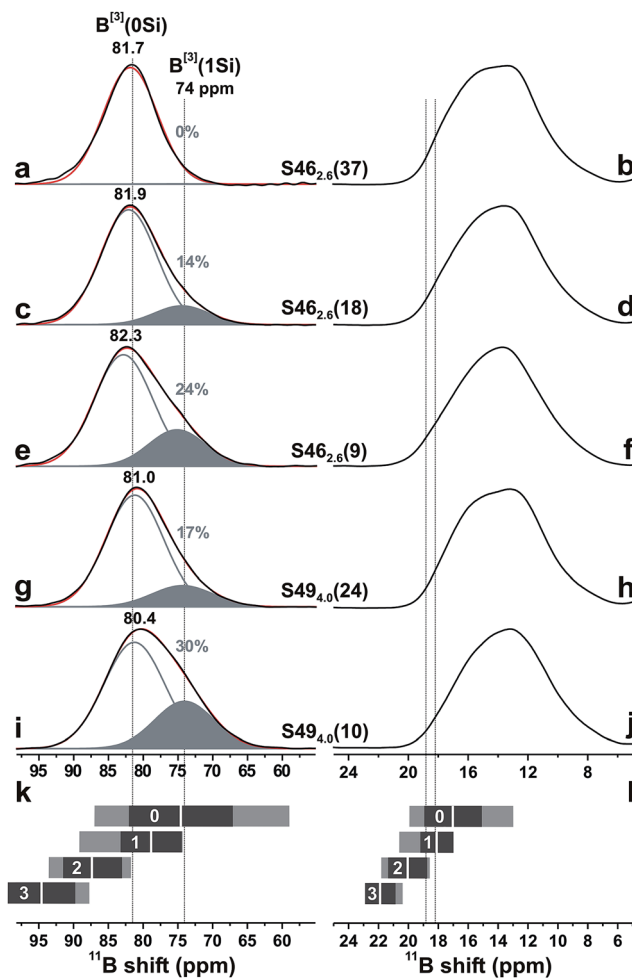 B[3](0Si)
81.7
B[3](1Si)
74 ppm
0%
a
S462.6(37)
b
81.9
14%
c
S462.6(18)
d
82.3
24%
e
S462.6(9)
f
81.0
17%
g
S494.0(24)
h
80.4
30%
i
S494.0(10)
j
95 90 85 80 75 70 65 60
24 20 16 12 8
k
l
0
0
1
1
2
2
3
3
95 90 85 80 75 70 65 60
24 22 20 18 16 14 12 10 8 6
11B shift (ppm)
11B shift (ppm)